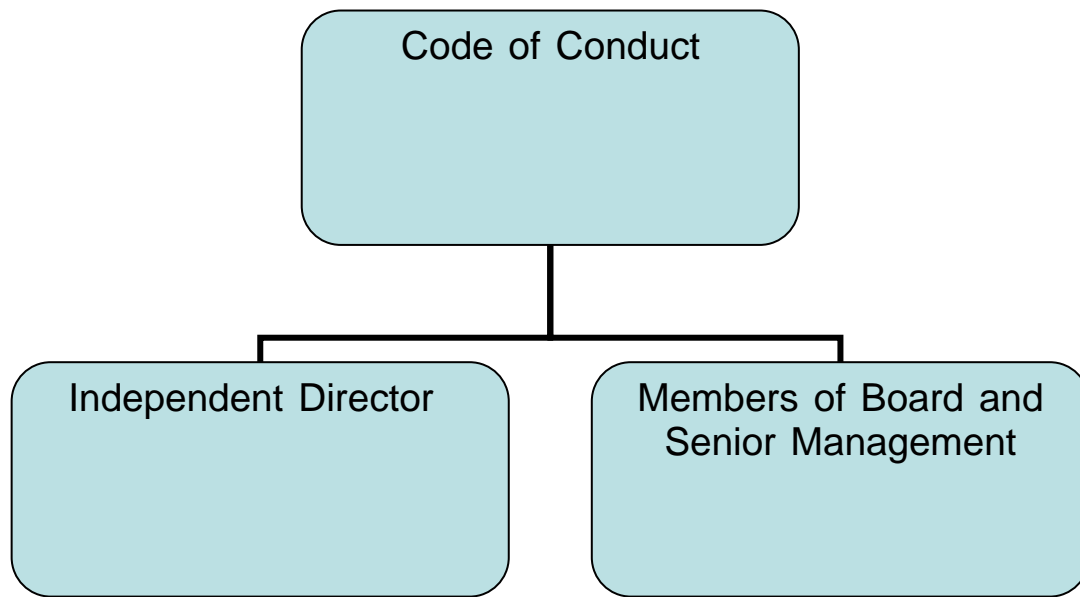 Code of Conduct
Independent Director
Members of Board and
Senior Management